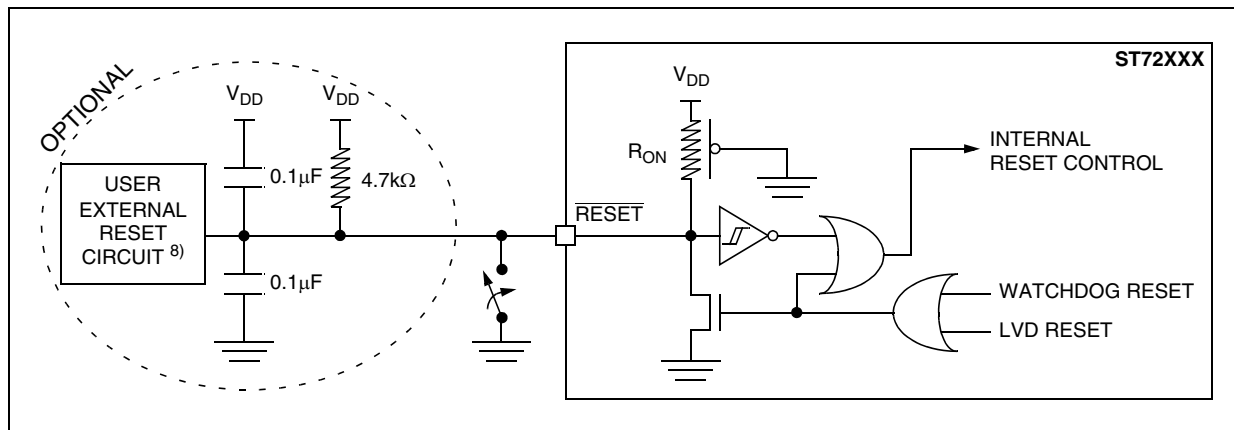 ST72XXX
OPTIONAL
VDD
VDD
VDD
USER
EXTERNAL
RESET
CIRCUIT 8)
0.1μF
4.7kΩ
0.1μF
RESET
RON
INTERNAL
RESET CONTROL
WATCHDOG RESET
LVD RESET